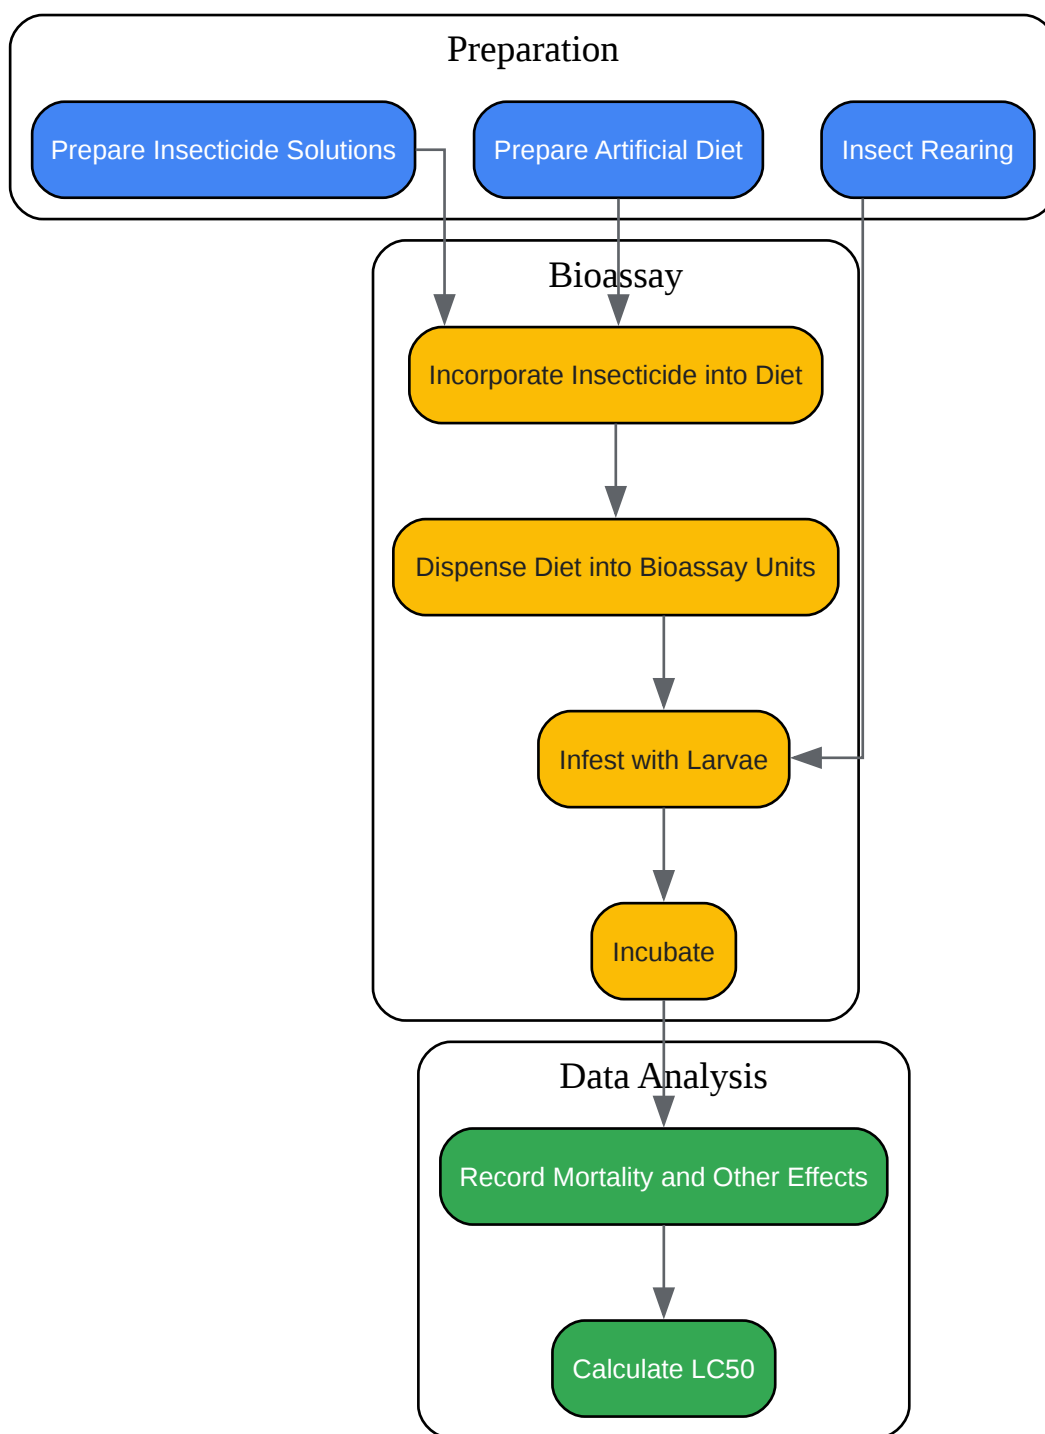 Preparation
Prepare Insecticide Solutions
Prepare Artificial Diet
Insect Rearing
Bioassay
Incorporate Insecticide into Diet
Dispense Diet into Bioassay Units
Infest with Larvae
Incubate
Data Analysis
Record Mortality and Other Effects
Calculate LC50